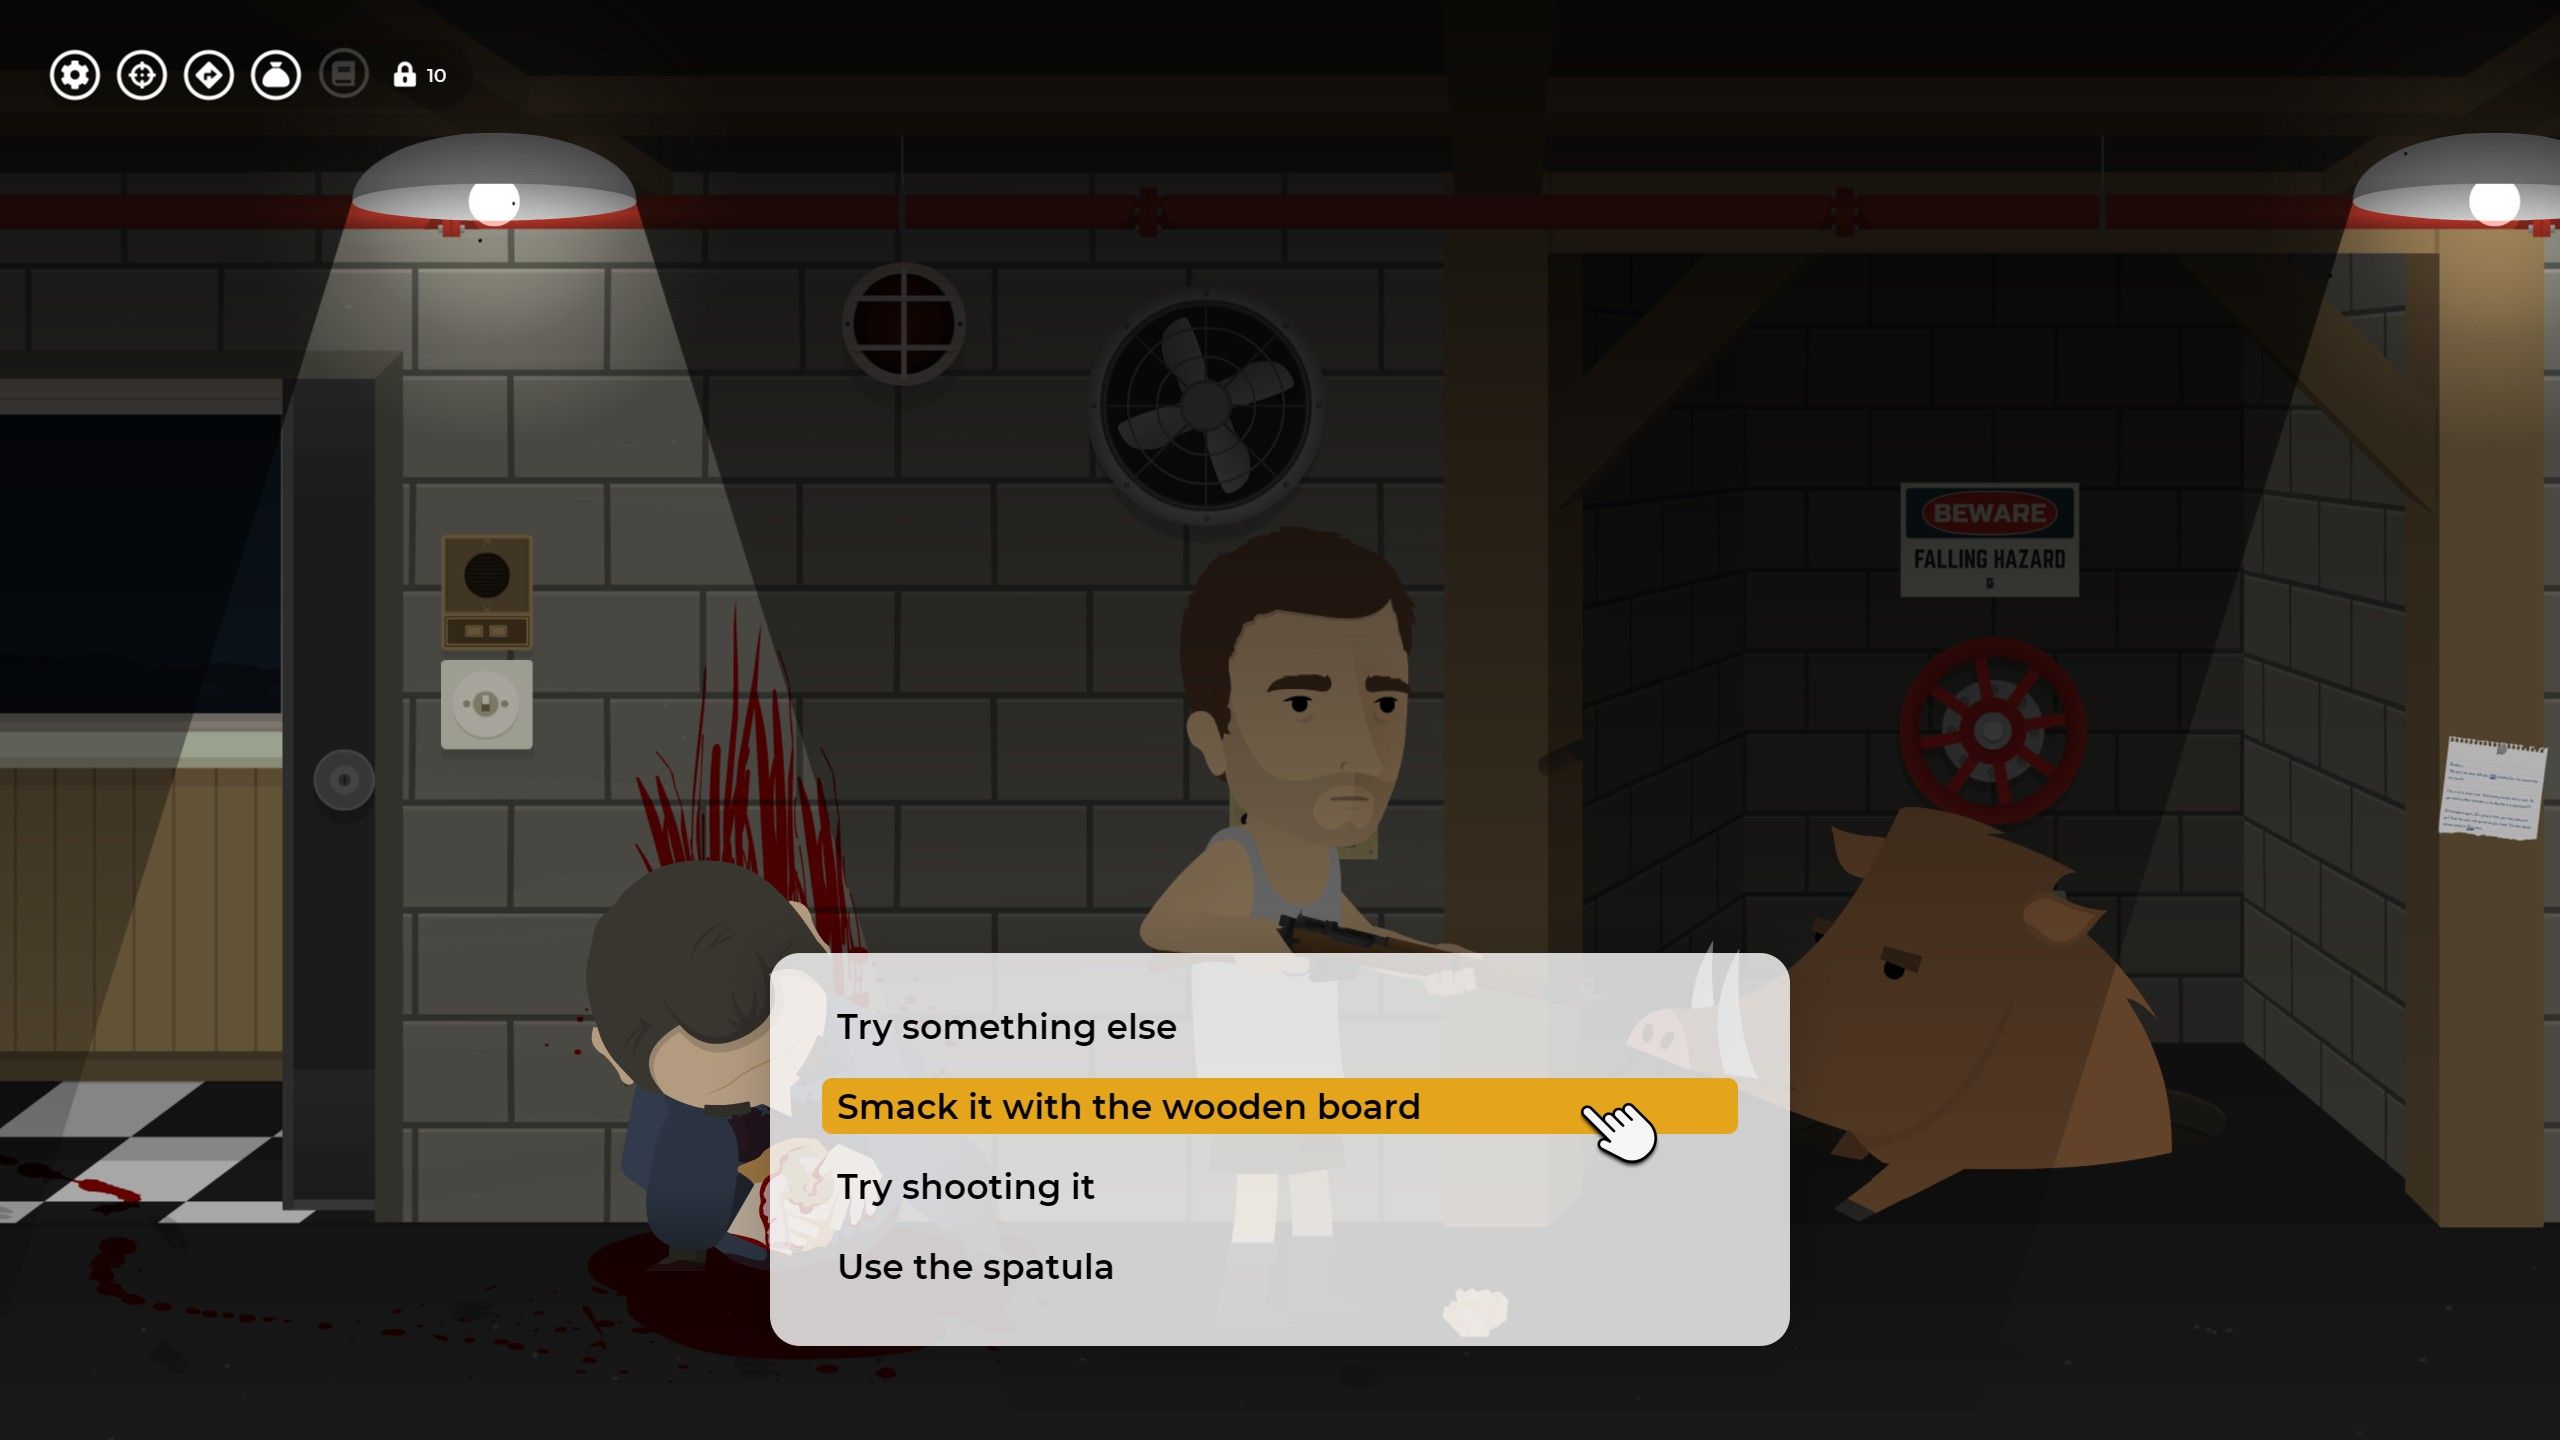 10
BEWARE
FALLING HAZARD
Try something else
Smack it with the wooden board
Try shooting it
Use the spatula